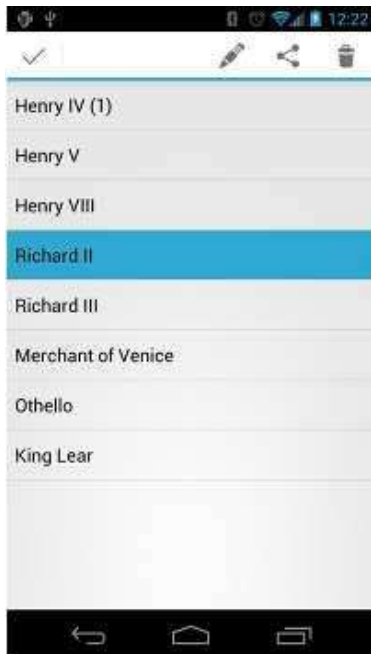 12:22
Henry IV (1)
Henry V
Henry VIII
Richard II
Richard III
Merchant of Venice
Othello
King Lear